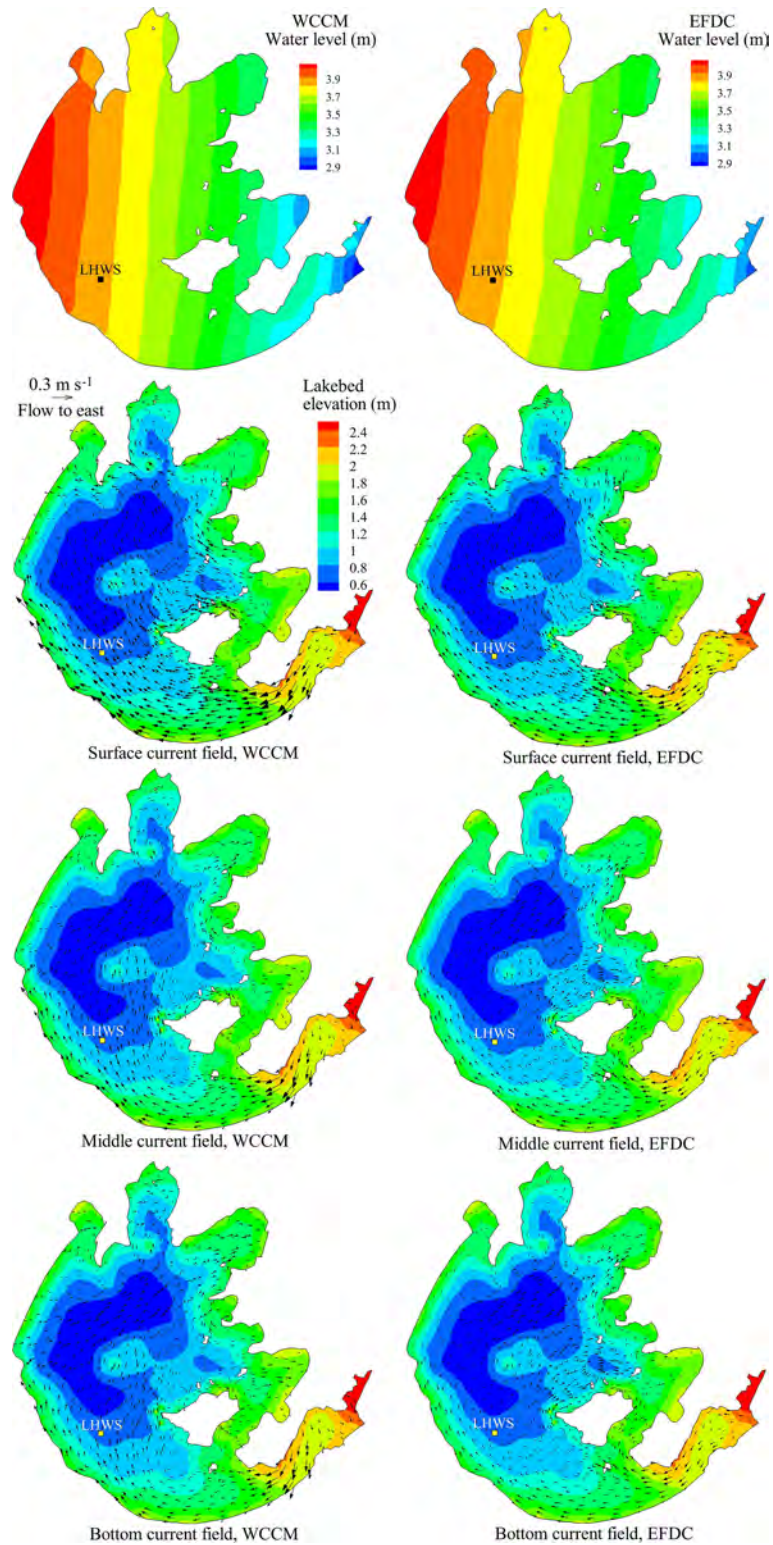 WCCM
Water level (m)
3.9
3.7
3.5
3.3
3.1
2.9
LHWS
EFDC
Water level (m)
3.9
3.7
3.5
3.3
3.1
2.9
LHWS
0.3 m s-1
Flow to east
Lakebed
elevation (m)
2.4
2.2
2
1.8
1.6
1.4
1.2
1
0.8
0.6
LHWS
LHWS
Surface current field, WCCM
Surface current field, EFDC
LHWS
LHWS
Middle current field, WCCM
Middle current field, EFDC
LHWS
LHWS
Bottom current field, WCCM
Bottom current field, EFDC